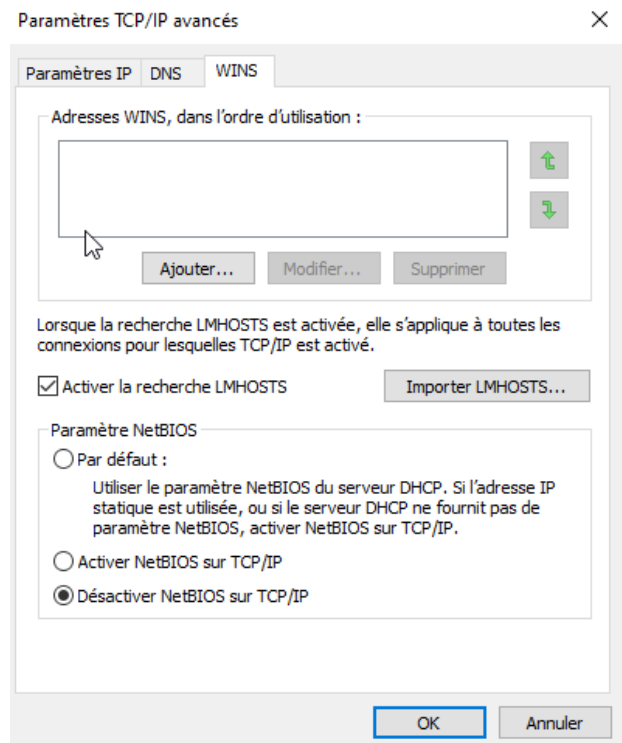 Paramètres TCP/IP avancés
Paramètres IP DNS WINS
Adresses WINS, dans l'ordre d'utilisation :
Ajouter... Modifier... Supprimer
Lorsque la recherche LMHOSTS est activée, elle s'applique à toutes les
connexions pour lesquelles TCP/IP est activé.
Activer la recherche LMHOSTS Importer LMHOSTS...
Paramètre NetBIOS
Par défaut :
Utiliser le paramètre NetBIOS du serveur DHCP. Si l'adresse IP
statique est utilisée, ou si le serveur DHCP ne fournit pas de
paramètre NetBIOS, activer NetBIOS sur TCP/IP.
Activer NetBIOS sur TCP/IP
Désactiver NetBIOS sur TCP/IP
OK Annuler